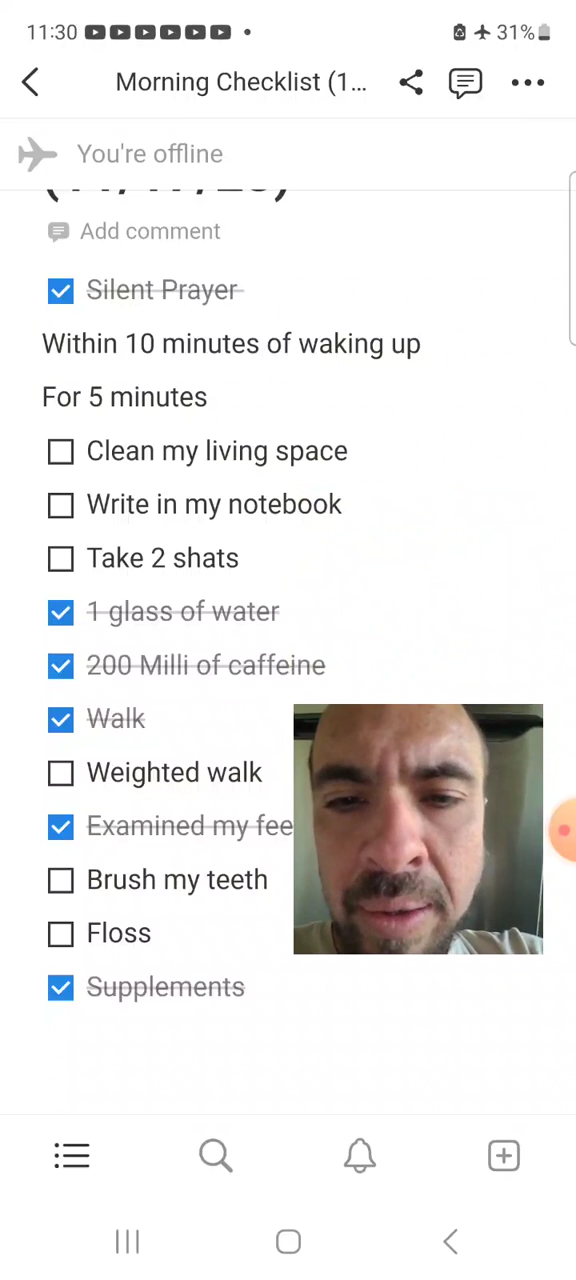 11:30 31%
Morning Checklist (1...
You're offline
Add comment
Silent Prayer
Within 10 minutes of waking up
For 5 minutes
Clean my living space
Write in my notebook
Take 2 shats
1 glass of water
200 Milli of caffeine
Walk
Weighted walk
Examined my fee
Brush my teeth
Floss
Supplements